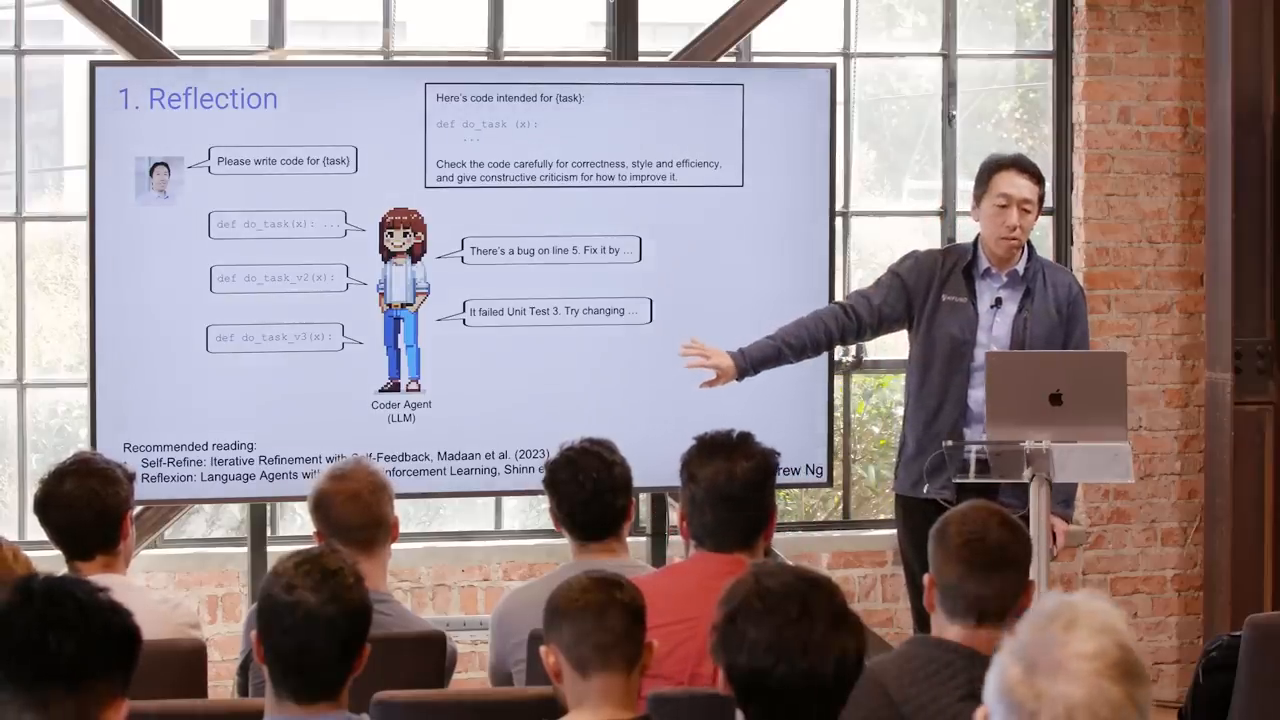 1. Reflection
Here's code intended for {task}:
def do_task (x):
...
Check the code carefully for correctness, style and efficiency,
and give constructive criticism for how to improve it.
Please write code for {task}
def do_task(x): ...
There's a bug on line 5. Fix it by ...
def do_task_v2(x):
It failed Unit Test 3. Try changing ...
def do_task_v3(x):
Coder Agent
(LLM)
Recommended reading:
Self-Refine: Iterative Refinement with Self-Feedback, Madaan et al. (2023)
Reflexion: Language Agents with Learning, Shinn
Ng